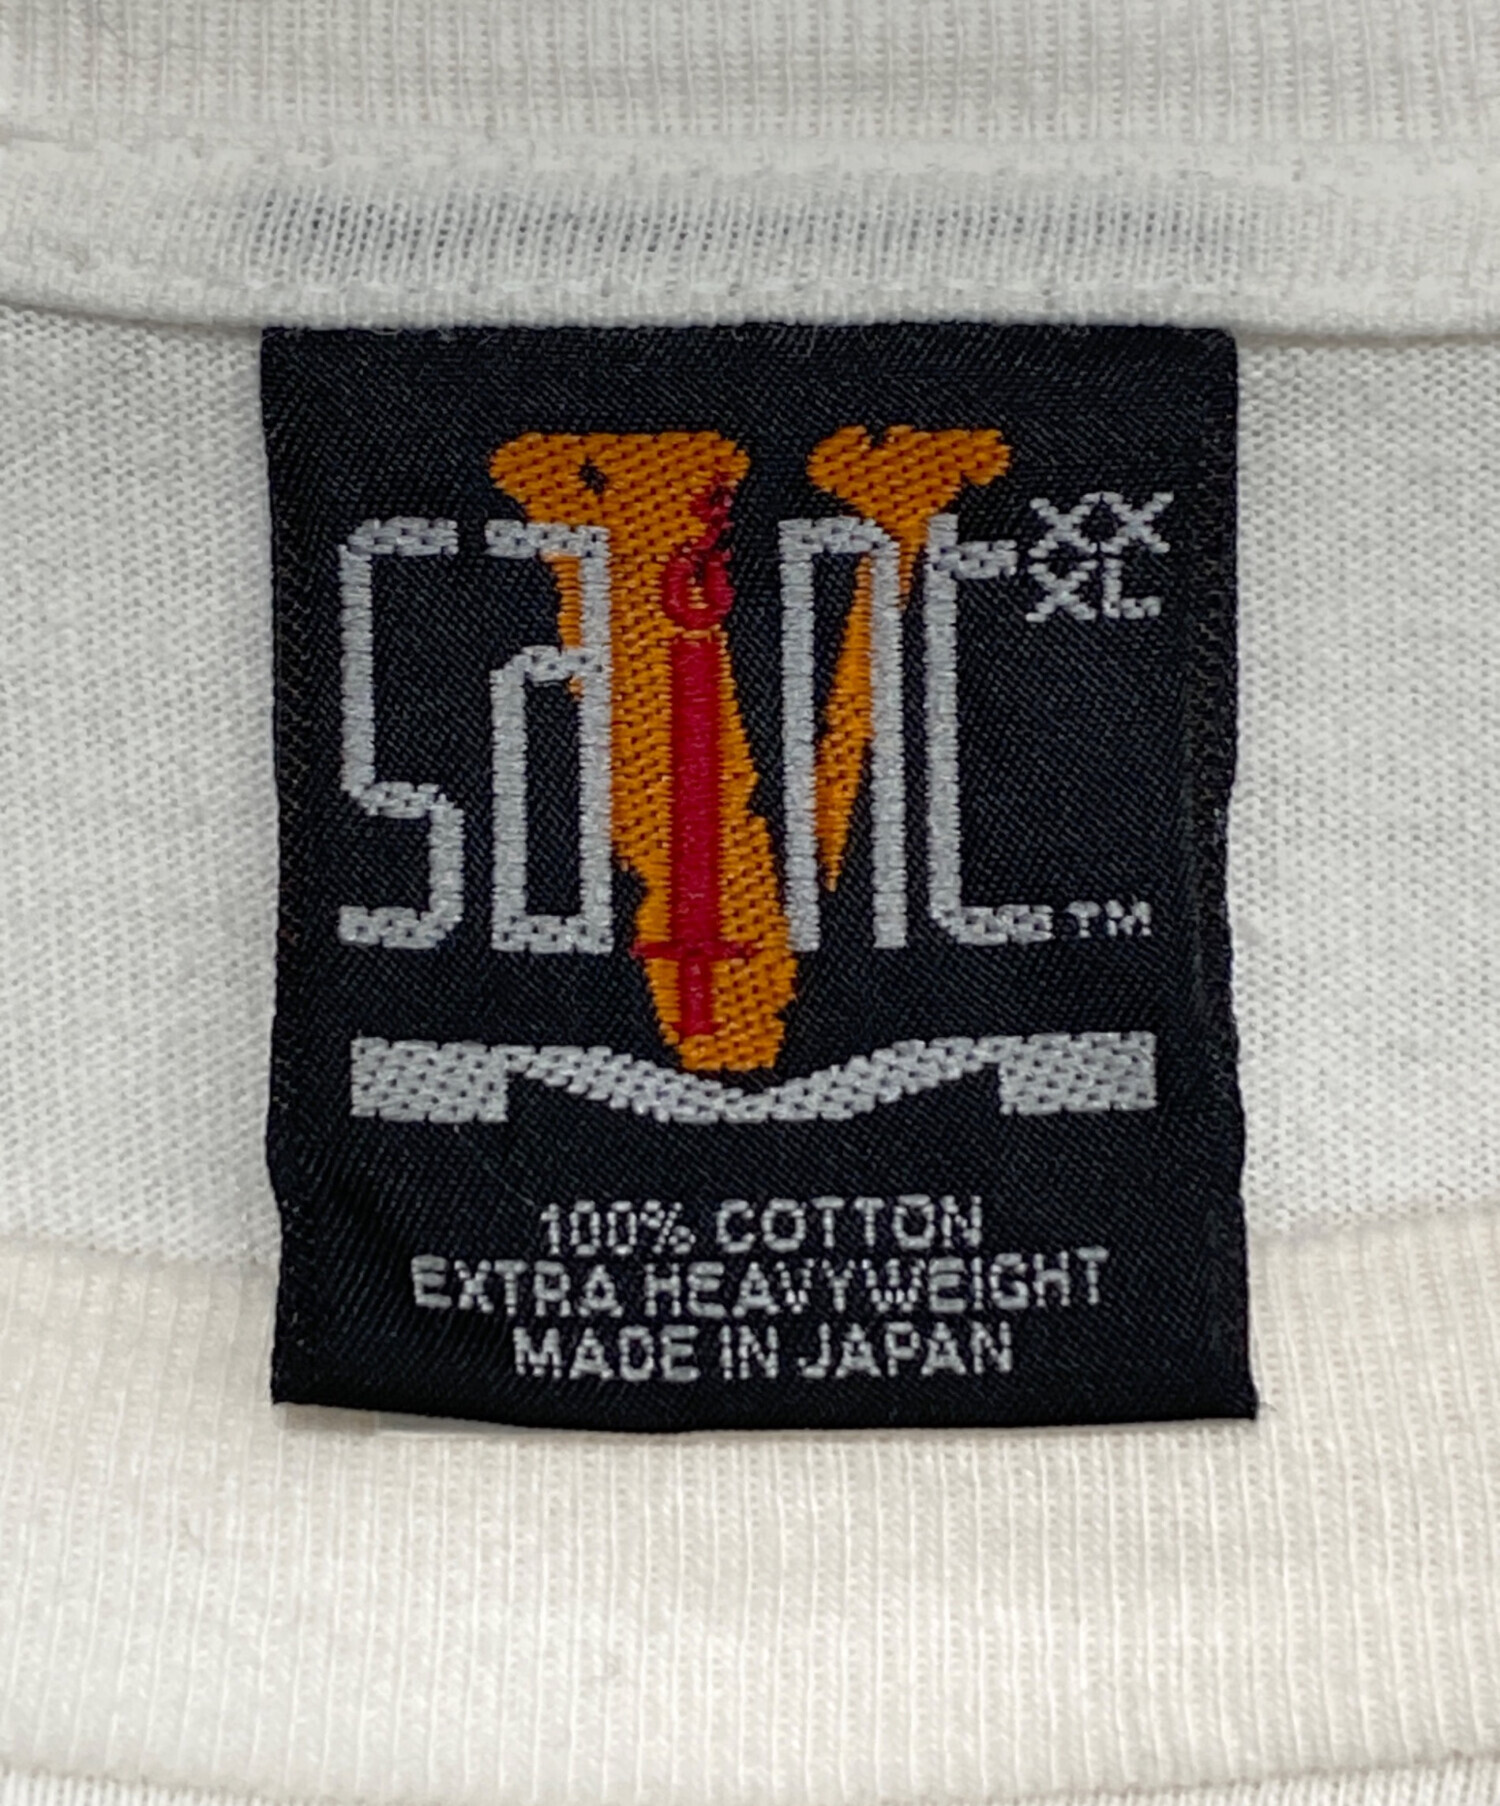 SaInt
XX
XL
TM
100% COTTON
EXTRA HEAVYWEIGHT
MADE IN JAPAN